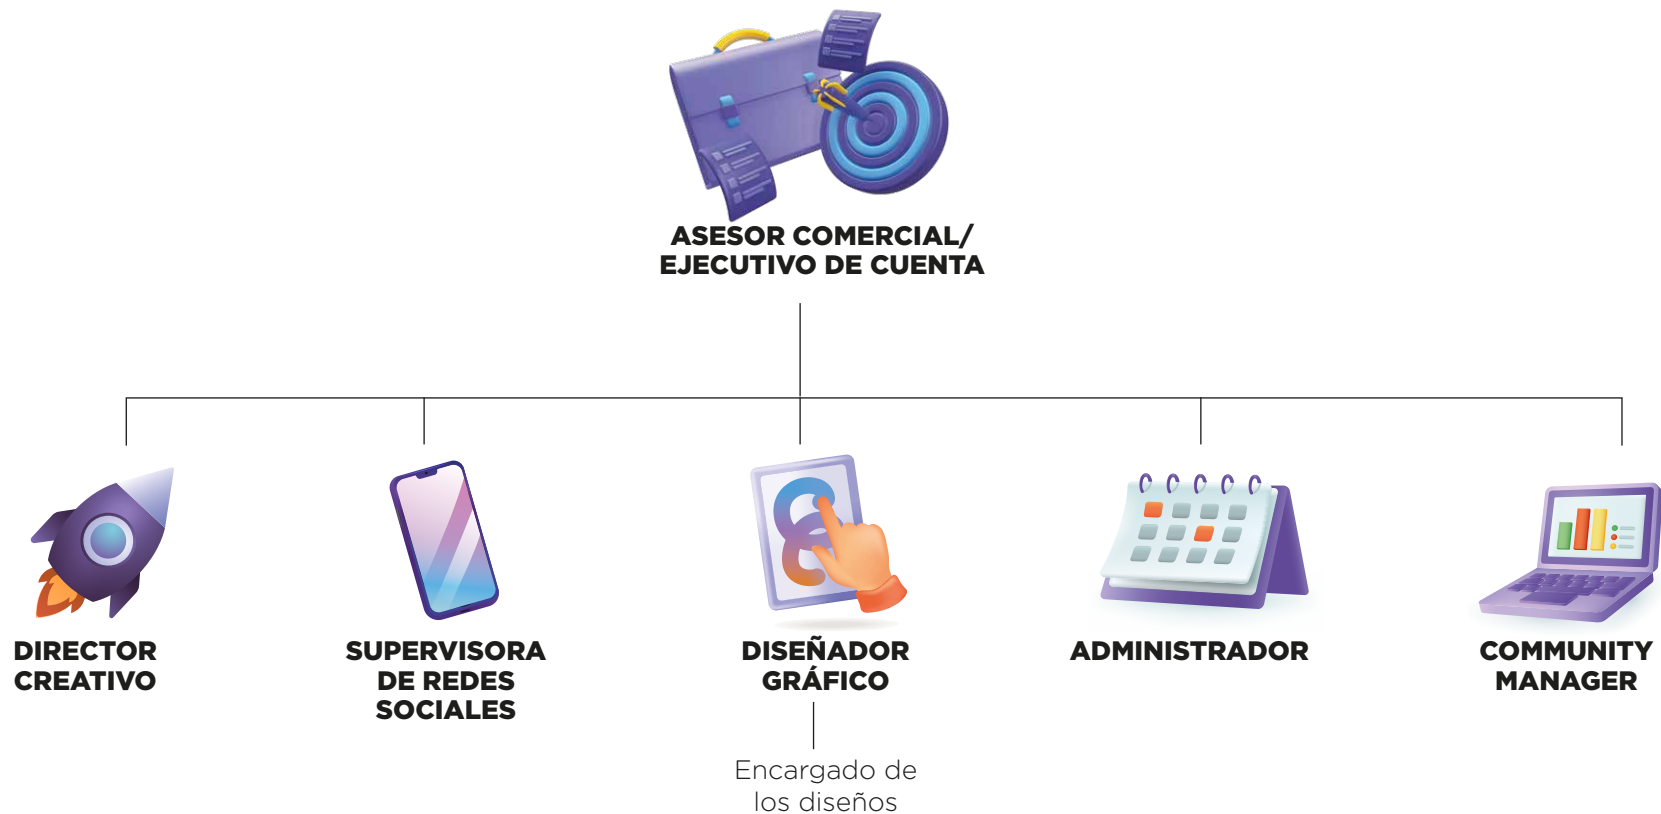 ASESOR COMERCIAL/
EJECUTIVO DE CUENTA
DIRECTOR
CREATIVO
SUPERVISORA
DE REDES
SOCIALES
DISEÑADOR
GRÁFICO
ADMINISTRADOR
COMMUNITY
MANAGER
Encargado de
los diseños